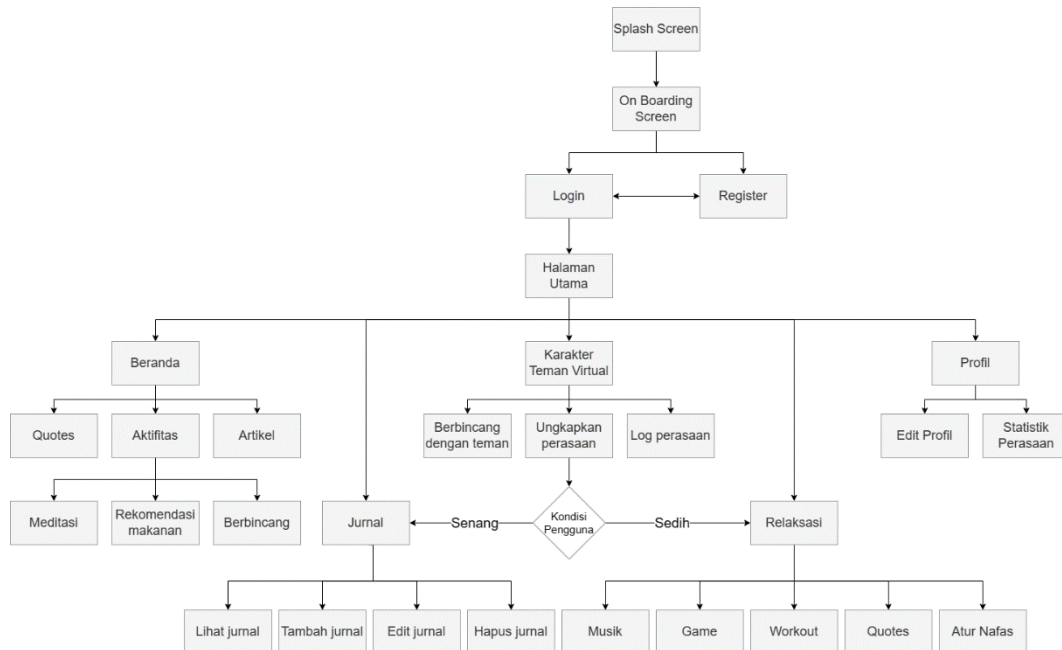 Splash Screen
On Boarding
Screen
Login
Register
Halaman
Utama
Beranda
Karakter
Teman Virtual
Profil
Quotes
Aktifitas
Artikel
Berbincang
dengan teman
Ungkapkan
perasaan
Log perasaan
Edit Profil
Statistik
Perasaan
Meditasi
Rekomendasi
makanan
Berbincang
Jurnal
Senang
Kondisi
Pengguna
Sedih
Relaksasi
Lihat jurnal
Tambah jurnal
Edit jurnal
Hapus jurnal
Musik
Game
Workout
Quotes
Atur Nafas